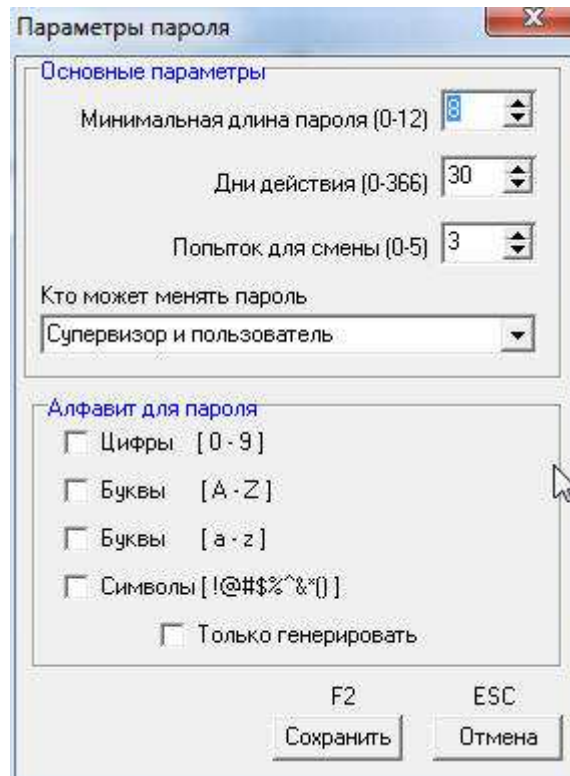 Параметры пароля
Основные параметры
Минимальная длина пароля (0-12) 8
Дни действия (0-366) 30
Попыток для смены (0-5) 3
Кто может менять пароль
Супервизор и пользователь
Алфавит для пароля
Цифры [ 0 - 9 ]
Буквы [ A - Z ]
Буквы [ a - z ]
Символы [ !@#$%^&*() ]
Только генерировать
F2 ESC
Сохранить Отмена